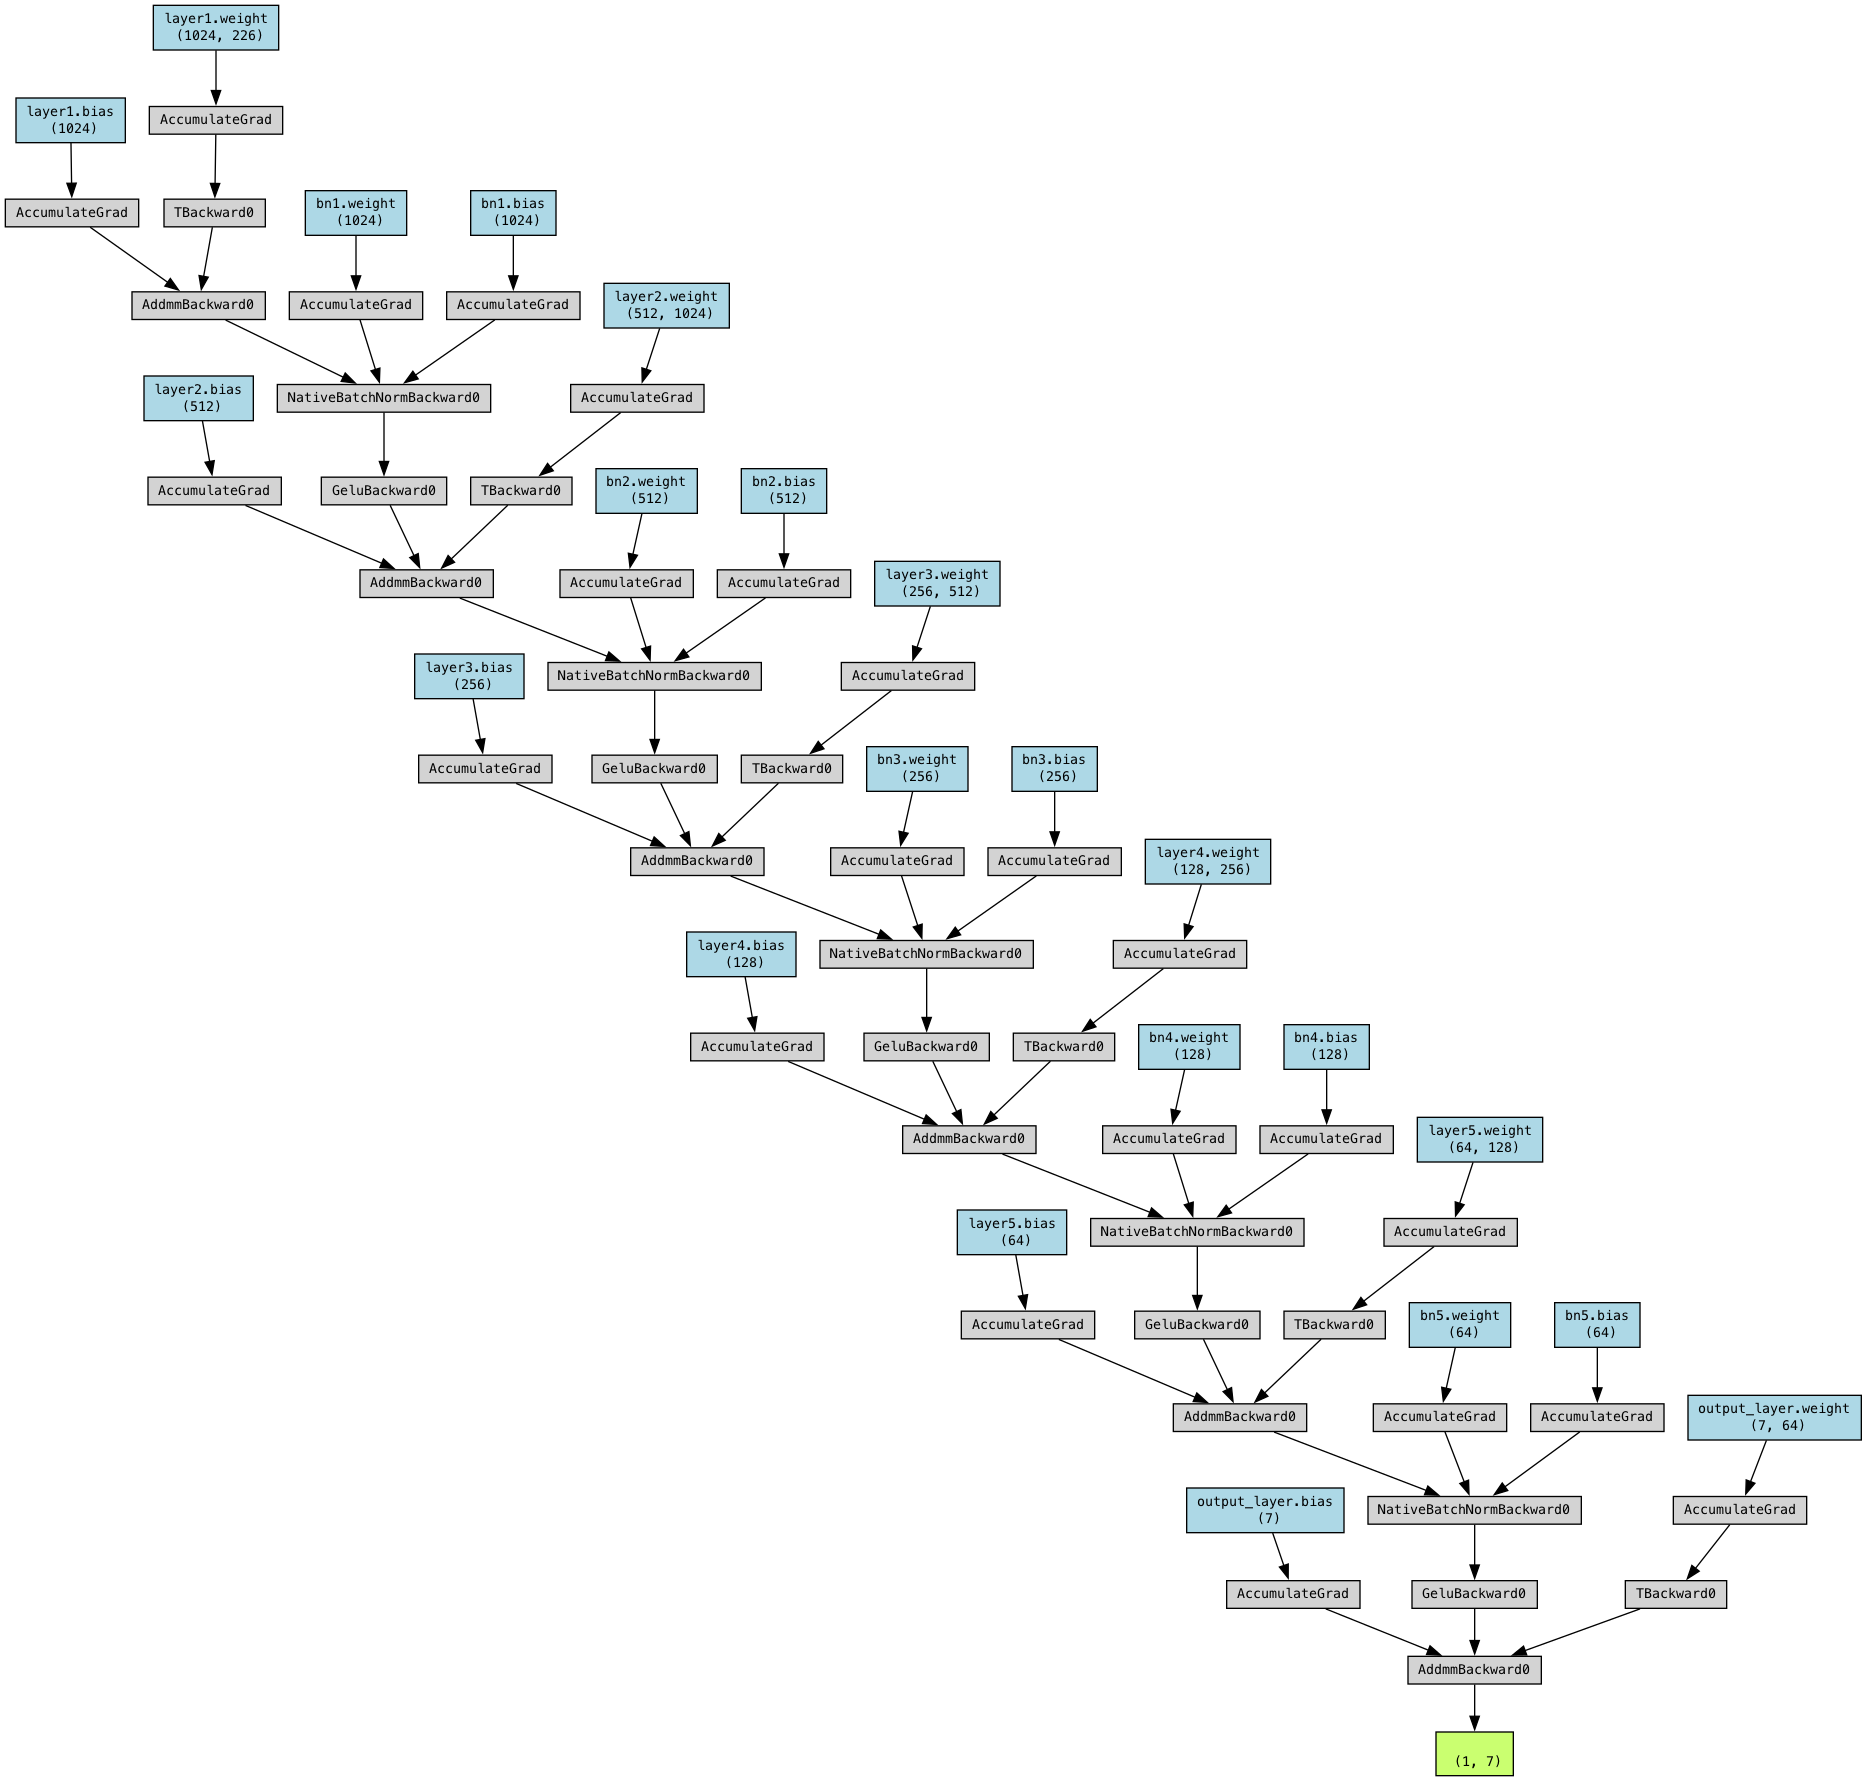 layer1.weight
(1024, 226)
layer1.bias
(1024)
AccumulateGrad
AccumulateGrad
TBackward0
bn1.weight
(1024)
bn1.bias
(1024)
AddmmBackward0
AccumulateGrad
AccumulateGrad
layer2.weight
(512, 1024)
layer2.bias
(512)
NativeBatchNormBackward0
AccumulateGrad
AccumulateGrad
GeluBackward0
TBackward0
bn2.weight
(512)
bn2.bias
(512)
AddmmBackward0
AccumulateGrad
AccumulateGrad
layer3.weight
(256, 512)
layer3.bias
(256)
NativeBatchNormBackward0
AccumulateGrad
AccumulateGrad
GeluBackward0
TBackward0
bn3.weight
(256)
bn3.bias
(256)
AddmmBackward0
AccumulateGrad
AccumulateGrad
layer4.weight
(128, 256)
layer4.bias
(128)
NativeBatchNormBackward0
AccumulateGrad
AccumulateGrad
GeluBackward0
TBackward0
bn4.weight
(128)
bn4.bias
(128)
AddmmBackward0
AccumulateGrad
AccumulateGrad
layer5.weight
(64, 128)
layer5.bias
(64)
NativeBatchNormBackward0
AccumulateGrad
AccumulateGrad
GeluBackward0
TBackward0
bn5.weight
(64)
bn5.bias
(64)
AddmmBackward0
AccumulateGrad
AccumulateGrad
output_layer.weight
(7, 64)
output_layer.bias
(7)
NativeBatchNormBackward0
AccumulateGrad
AccumulateGrad
GeluBackward0
TBackward0
AddmmBackward0
(1, 7)